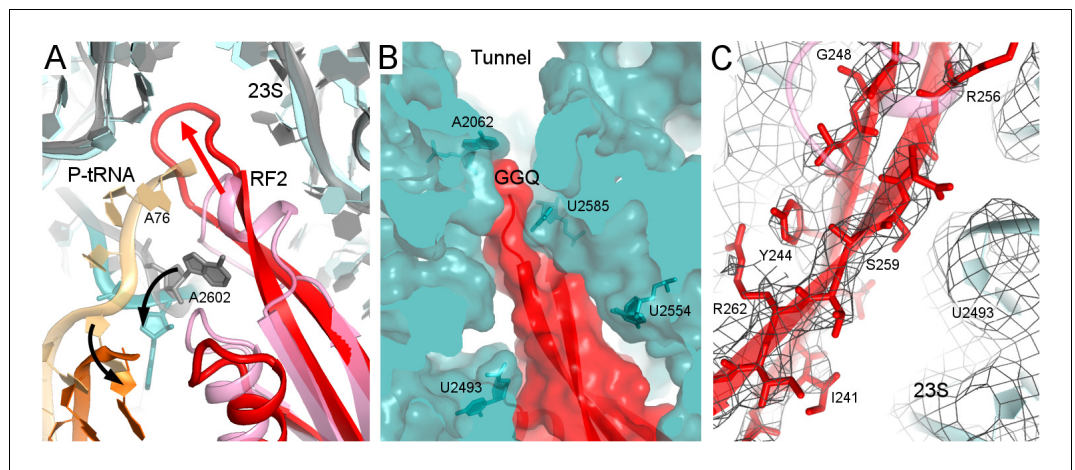 A
23S
P-tRNA
RF2
A76
A2602
B
Tunnel
A2062
GGQ
U2585
U2554
U2493
C
G248
R256
Y244
S259
R262
U2493
I241
23S